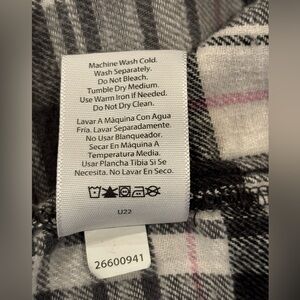 Machine Wash Cold.
Wash Separately.
Do Not Bleach.
Tumble Dry Medium.
Use Warm Iron if Needed.
Do Not Dry Clean.
Lavar A Máquina Con Agua
Fría. Lavar Separadamente.
No Usar Blanqueador.
Secar En Máquina A
Temperatura Media.
Usar Plancha Tibia Si Se
Necesita. No Lavar En Seco.
U22
26600941